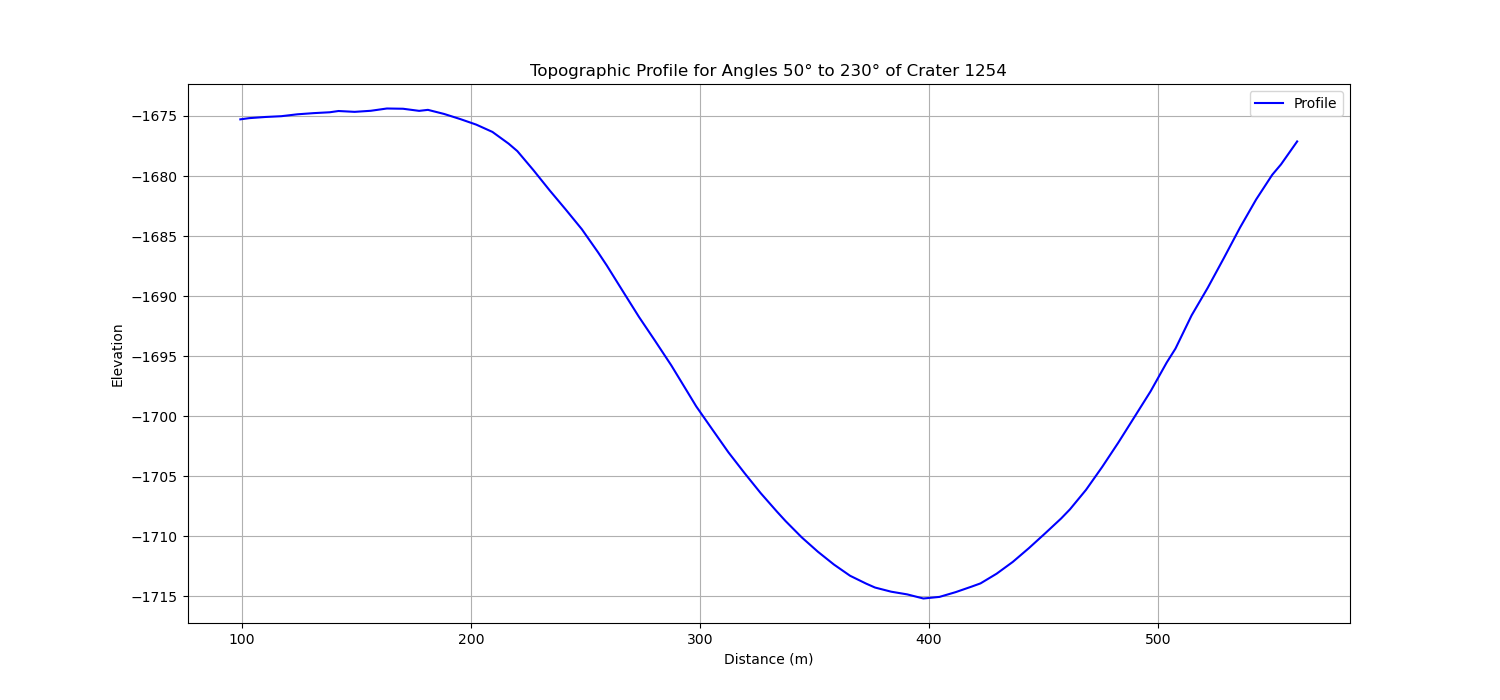 Topographic Profile for Angles 50° to 230° of Crater 1254
Profile
−1675
−1680
−1685
−1690
−1695
−1700
−1705
−1710
−1715
Elevation
100 200 300 400 500
Distance (m)